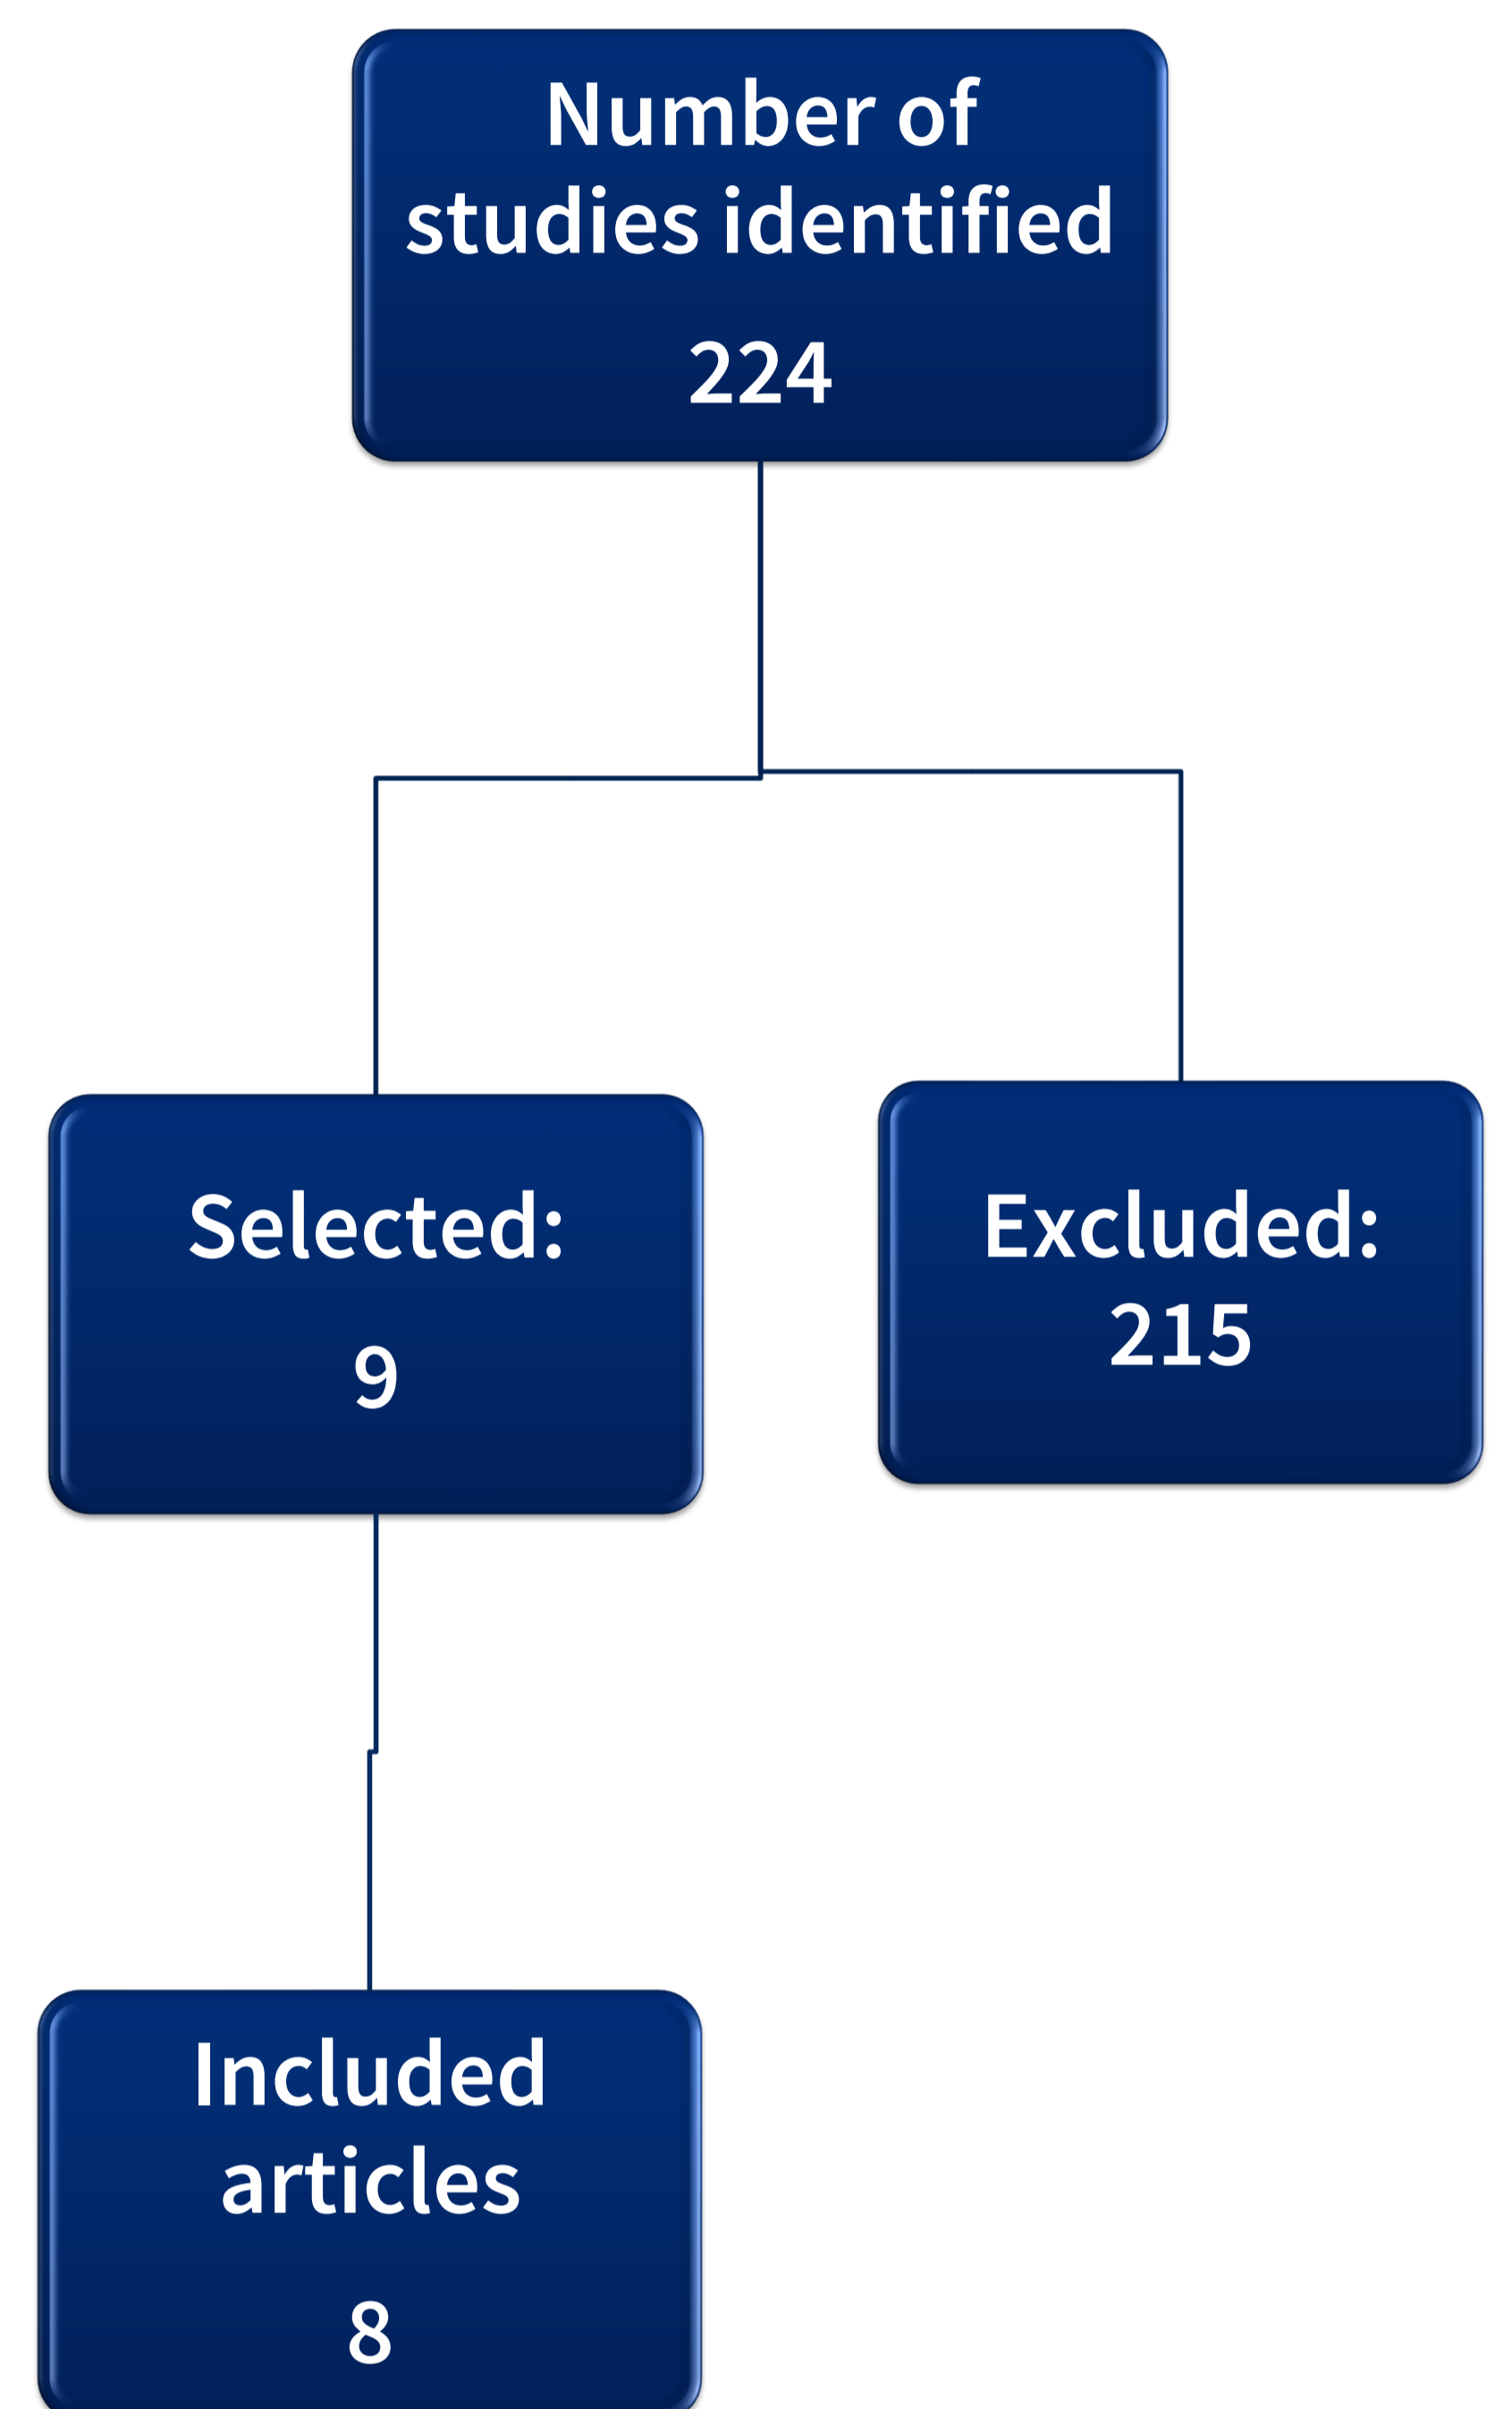 Number of
studies identified
224
Selected:
9
Excluded:
215
Included
articles
8